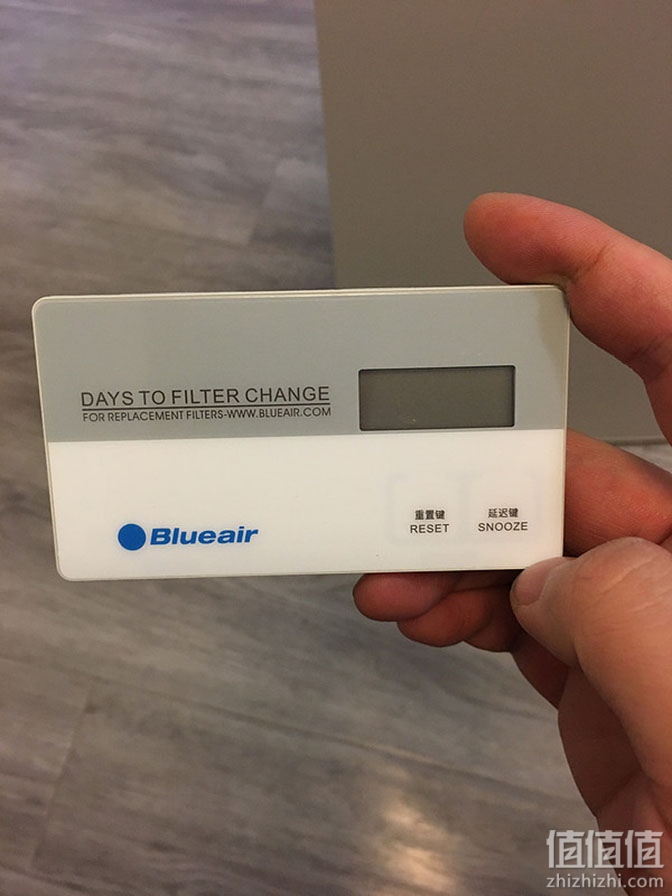 DAYS TO FILTER CHANGE
FOR REPLACEMENT FILTERS-WWW.BLUEAIR.COM
Blueair
重置键
RESET
延迟键
SNOOZE
值值值
zhizhizhi.com